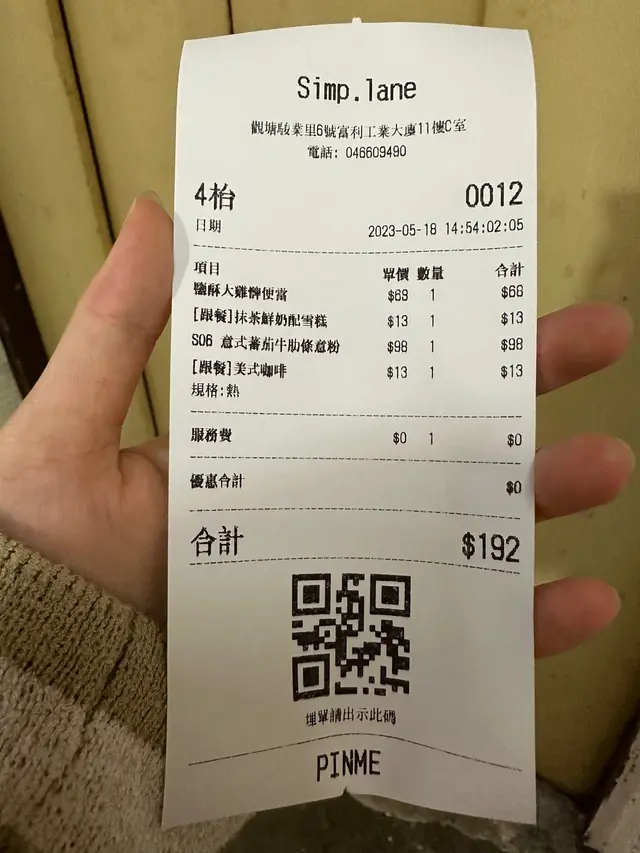 Simp.lane
觀塘駿業里6號富利工業大廈11樓C室
電話: 046609490
4枱 0012
日期 2023-05-18 14:54:02:05
項目 單價 數量 合計
鹽酥大雞髀便當 $68 1 $68
[跟餐]抹茶鮮奶配雪糕 $13 1 $13
S06 意式蕃茄牛肋條意粉 $98 1 $98
[跟餐]美式咖啡 $13 1 $13
規格:熱
服務費 $0 1 $0
優惠合計 $0
合計 $192
埋單請出示此碼
PINME